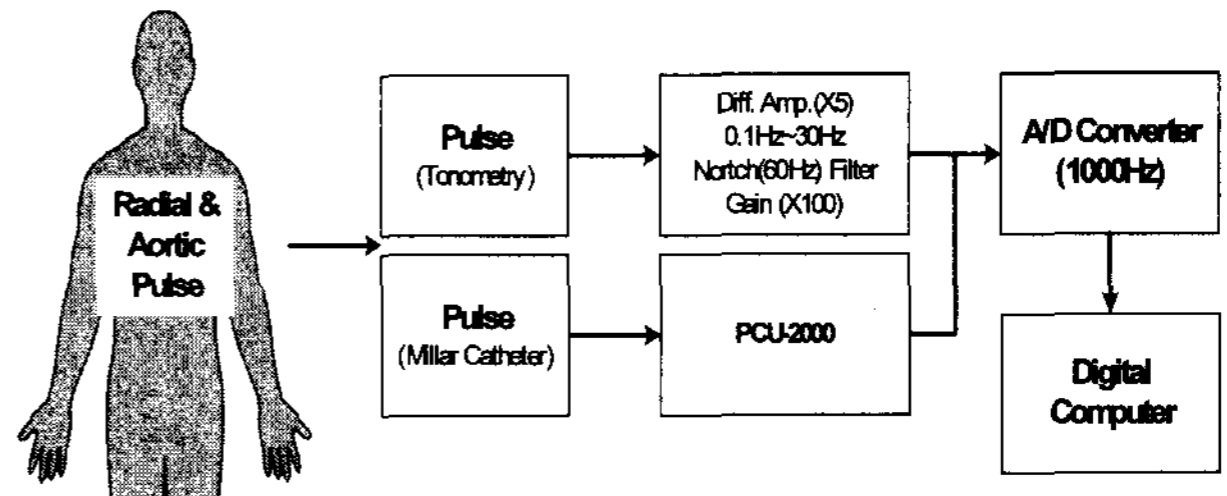 Radial &
Aortic
Pulse
Pulse
(Tonometry)
Diff. Amp.(X5)
0.1Hz~30Hz
Nortch(60Hz) Filter
Gain (X100)
A/D Converter
(1000Hz)
Pulse
(Millar Catheter)
PCU-2000
Digital
Computer